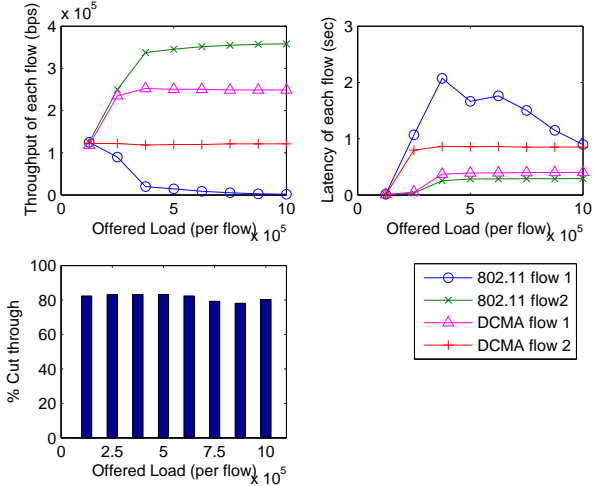 x 10^5
4
3
2
1
0
Throughput of each flow (bps)
0 5 10
Offered Load (per flow)
x 10^5
3
2
1
0
Latency of each flow (sec)
0 5 10
Offered Load (per flow)
x 10^5
100
80
60
40
20
0
% Cut through
0 2.5 5 7.5 10
Offered Load (per flow)
x 10^5
802.11 flow 1
802.11 flow2
DCMA flow 1
DCMA flow 2